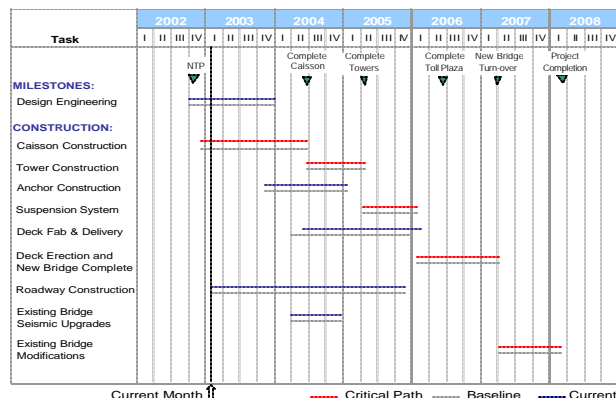 2002 2003 2004 2005 2006 2007 2008
Task I II III IV I II III IV I II III IV I II III IV I II III IV I II III IV I II III IV
NTP
Complete Caisson
Complete Towers
Complete Toll Plaza
New Bridge Turn-over
Project Completion
MILESTONES:
Design Engineering
CONSTRUCTION:
Caisson Construction
Tower Construction
Anchor Construction
Suspension System
Deck Fab & Delivery
Deck Erection and
New Bridge Complete
Roadway Construction
Existing Bridge
Seismic Upgrades
Existing Bridge
Modifications
Current Month Critical Path Baseline Current